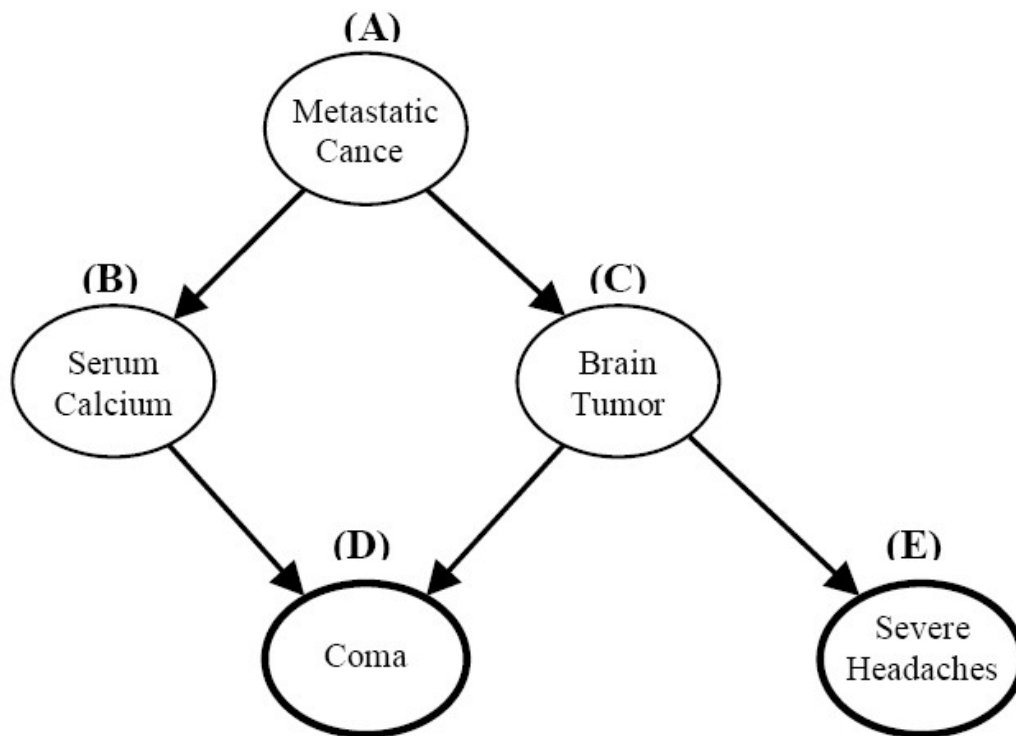 (A)
Metastatic
Cance
(B)
(C)
Serum
Calcium
Brain
Tumor
(D)
(E)
Coma
Severe
Headaches